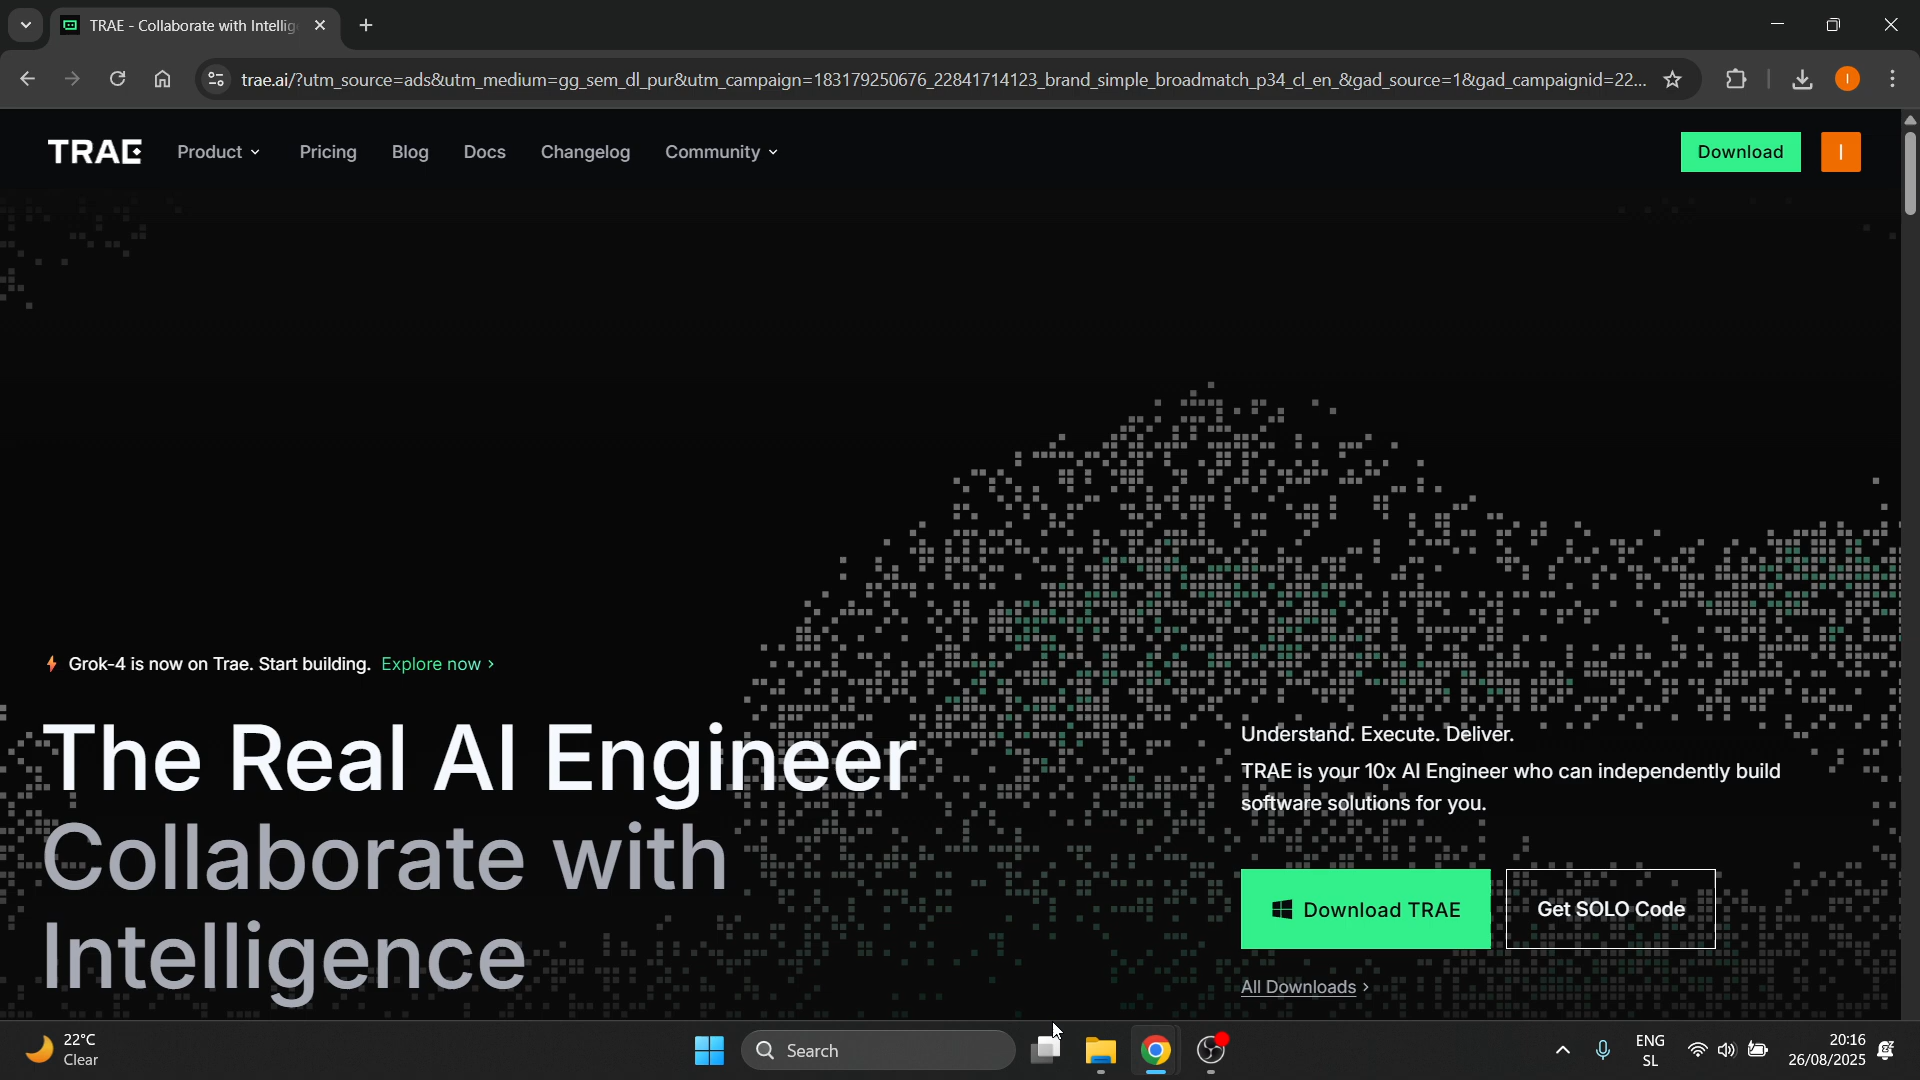 TRAE - Collaborate with Intellig
trae.ai/?utm_source=ads&utm_medium=gg_sem_dl_pur&utm_campaign=183179250676_22841714123_brand_simple_broadmatch_p34_cl_en_&gad_source=1&gad_campaignid=22...
I
TRAE
Product
Pricing
Blog
Docs
Changelog
Community
Download
I
Grok-4 is now on Trae. Start building. Explore now >
The Real AI Engineer
Collaborate with
Intelligence
Understand. Execute. Deliver.
TRAE is your 10x AI Engineer who can independently build
software solutions for you.
Download TRAE
Get SOLO Code
All Downloads >
22°C
Clear
Search
ENG
SL
20:16
26/08/2025